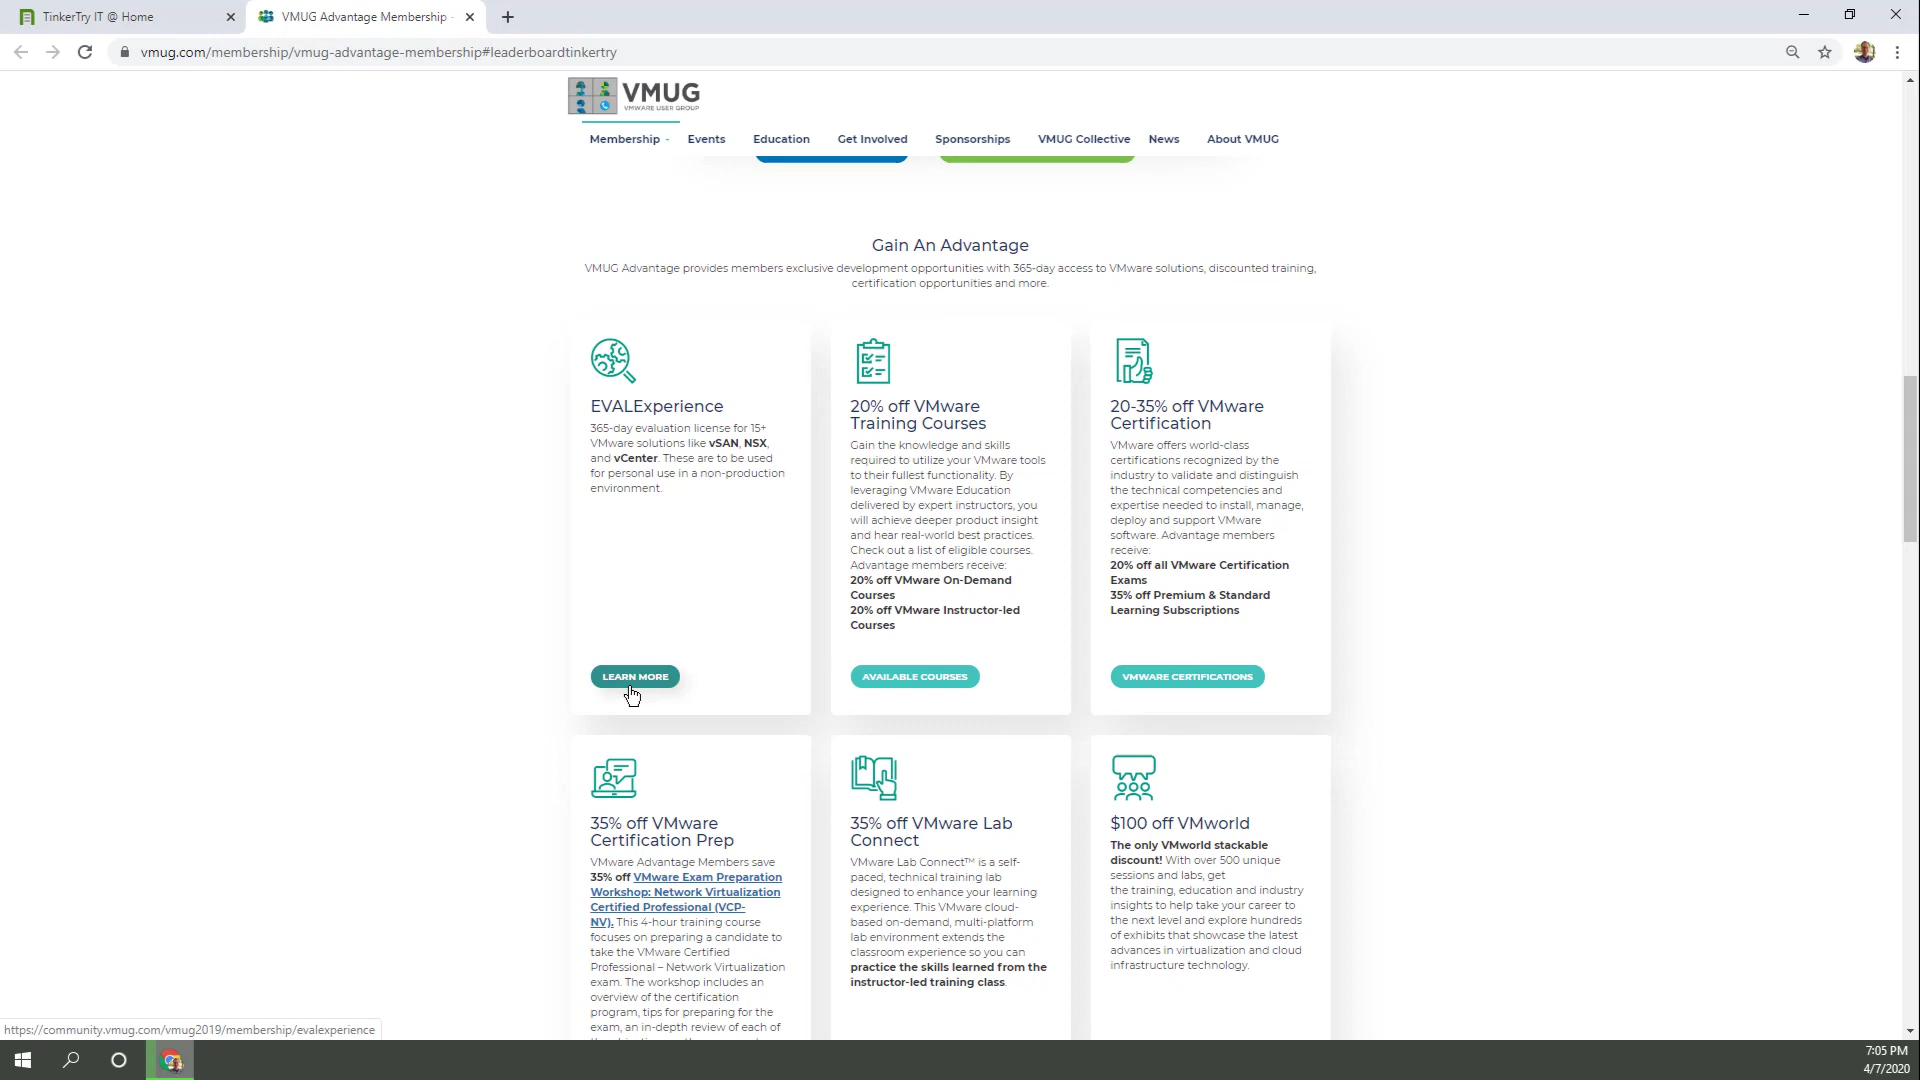 TinkerTry IT @ Home
VMUG Advantage Membership -
vmug.com/membership/vmug-advantage-membership#leaderboardtinkertry
VMUG
VMWARE USER GROUP
Membership
Events
Education
Get Involved
Sponsorships
VMUG Collective
News
About VMUG
Gain An Advantage
VMUG Advantage provides members exclusive development opportunities with 365-day access to VMware solutions, discounted training,
certification opportunities and more.
EVALExperience
365-day evaluation license for 15+
VMware solutions like vSAN, NSX,
and vCenter. These are to be used
for personal use in a non-production
environment.
LEARN MORE
20% off VMware
Training Courses
Gain the knowledge and skills
required to utilize your VMware tools
to their fullest functionality. By
leveraging VMware Education
delivered by expert instructors, you
will achieve deeper product insight
and hear real-world best practices.
Check out a list of eligible courses.
Advantage members receive:
20% off VMware On-Demand
Courses
20% off VMware Instructor-led
Courses
AVAILABLE COURSES
20-35% off VMware
Certification
VMware offers world-class
certifications recognized by the
industry to validate and distinguish
the technical competencies and
expertise needed to install, manage,
deploy and support VMware
software. Advantage members
receive:
20% off all VMware Certification
Exams
35% off Premium & Standard
Learning Subscriptions
VMWARE CERTIFICATIONS
35% off VMware
Certification Prep
VMware Advantage Members save
35% off VMware Exam Preparation
Workshop: Network Virtualization
Certified Professional (VCP-
NV). This 4-hour training course
focuses on preparing a candidate to
take the VMware Certified
Professional – Network Virtualization
exam. The workshop includes an
overview of the certification
program, tips for preparing for the
exam, an in-depth review of each of
35% off VMware Lab
Connect
VMware Lab Connect™ is a self-
paced, technical training lab
designed to enhance your learning
experience. This VMware cloud-
based on-demand, multi-platform
lab environment extends the
classroom experience so you can
practice the skills learned from the
instructor-led training class.
$100 off VMworld
The only VMworld stackable
discount! With over 500 unique
sessions and labs, get
the training, education and industry
insights to help take your career to
the next level and explore hundreds
of exhibits that showcase the latest
advances in virtualization and cloud
infrastructure technology.
https://community.vmug.com/vmug2019/membership/evalexperience
7:05 PM
4/7/2020